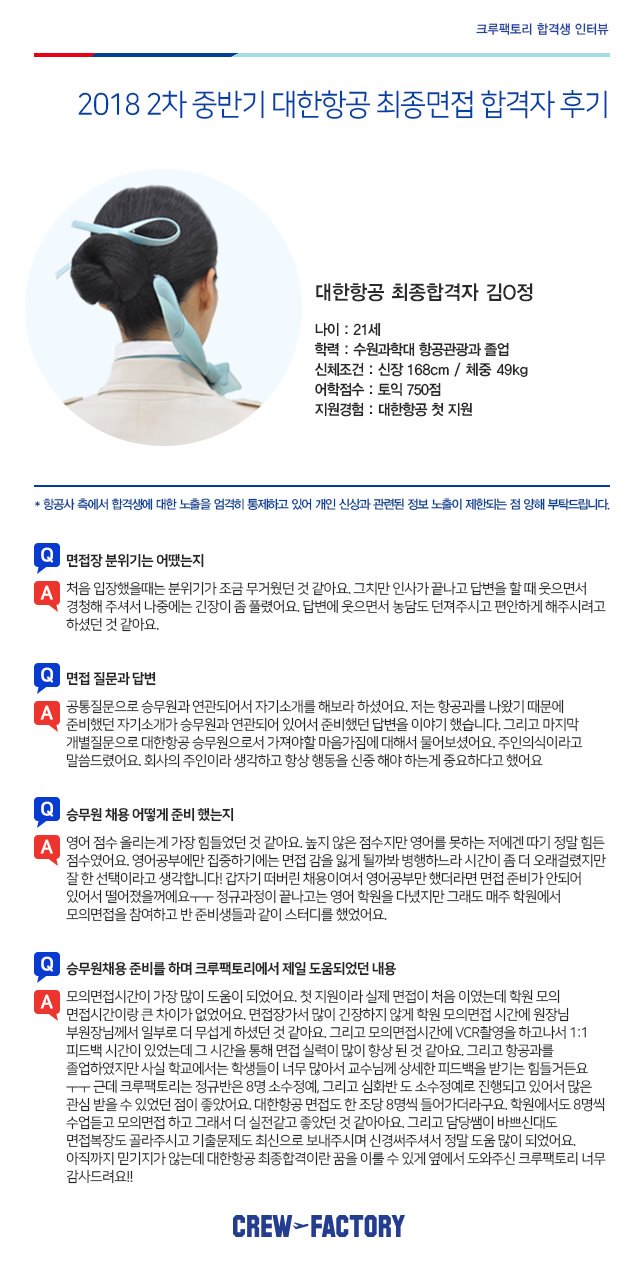 크루팩토리 합격생 인터뷰
2018 2차 중반기 대한항공 최종면접 합격자 후기
대한항공 최종합격자 김O정
나이 : 21세
학력 : 수원과학대 항공관광과 졸업
신체조건 : 신장 168cm / 체중 49kg
어학점수 : 토익 750점
지원경험 : 대한항공 첫 지원
* 항공사 측에서 합격생에 대한 노출을 엄격히 통제하고 있어 개인 신상과 관련된 정보 노출이 제한되는 점 양해 부탁드립니다.
Q 면접장 분위기는 어땠는지
A 처음 입장했을때는 분위기가 조금 무거웠던 것 같아요. 그치만 인사가 끝나고 답변을 할 때 웃으면서
경청해 주셔서 나중에는 긴장이 좀 풀렸어요. 답변에 웃으면서 농담도 던져주시고 편안하게 해주시려고
하셨던 것 같아요.
Q 면접 질문과 답변
A 공통질문으로 승무원과 연관되어서 자기소개를 해보라 하셨어요. 저는 항공과를 나왔기 때문에
준비했던 자기소개가 승무원과 연관되어 있어서 준비했던 답변을 이야기 했습니다. 그리고 마지막
개별질문으로 대한항공 승무원으로서 가져야할 마음가짐에 대해서 물어보셨어요. 주인의식이라고
말씀드렸어요. 회사의 주인이라 생각하고 항상 행동을 신중 해야 하는게 중요하다고 했어요
Q 승무원 채용 어떻게 준비 했는지
A 영어 점수 올리는게 가장 힘들었던 것 같아요. 높지 않은 점수지만 영어를 못하는 저에겐 따기 정말 힘든
점수였어요. 영어공부에만 집중하기에는 면접 감을 잃게 될까봐 병행하느라 시간이 좀 더 오래걸렸지만
잘 한 선택이라고 생각합니다! 갑자기 떠버린 채용이여서 영어공부만 했더라면 면접 준비가 안되어
있어서 떨어졌을꺼에요ㅜㅜ 정규과정이 끝나고는 영어 학원을 다녔지만 그래도 매주 학원에서
모의면접을 참여하고 반 준비생들과 같이 스터디를 했었어요.
Q 승무원채용 준비를 하며 크루팩토리에서 제일 도움되었던 내용
A 모의면접시간이 가장 많이 도움이 되었어요. 첫 지원이라 실제 면접이 처음 이였는데 학원 모의
면접시간이랑 큰 차이가 없었어요. 면접장가서 많이 긴장하지 않게 학원 모의면접 시간에 원장님
부원장님께서 일부로 더 무섭게 하셨던 것 같아요. 그리고 모의면접시간에 VCR촬영을 하고나서 1:1
피드백 시간이 있었는데 그 시간을 통해 면접 실력이 많이 향상 된 것 같아요. 그리고 항공과를
졸업하였지만 사실 학교에서는 학생들이 너무 많아서 교수님께 상세한 피드백을 받기는 힘들거든요
ㅜㅜ 근데 크루팩토리는 정규반은 8명 소수정예, 그리고 심화반 도 소수정예로 진행되고 있어서 많은
관심 받을 수 있었던 점이 좋았어요. 대한항공 면접도 한 조당 8명씩 들어가더라구요. 학원에서도 8명씩
수업듣고 모의면접 하고 그래서 더 실전같고 좋았던 것 같아아요. 그리고 담당쌤이 바쁘신대도
면접복장도 골라주시고 기출문제도 최신으로 보내주시며 신경써주셔서 정말 도움 많이 되었어요.
아직까지 믿기지가 않는데 대한항공 최종합격이란 꿈을 이룰 수 있게 옆에서 도와주신 크루팩토리 너무
감사드려요!!
CREW FACTORY